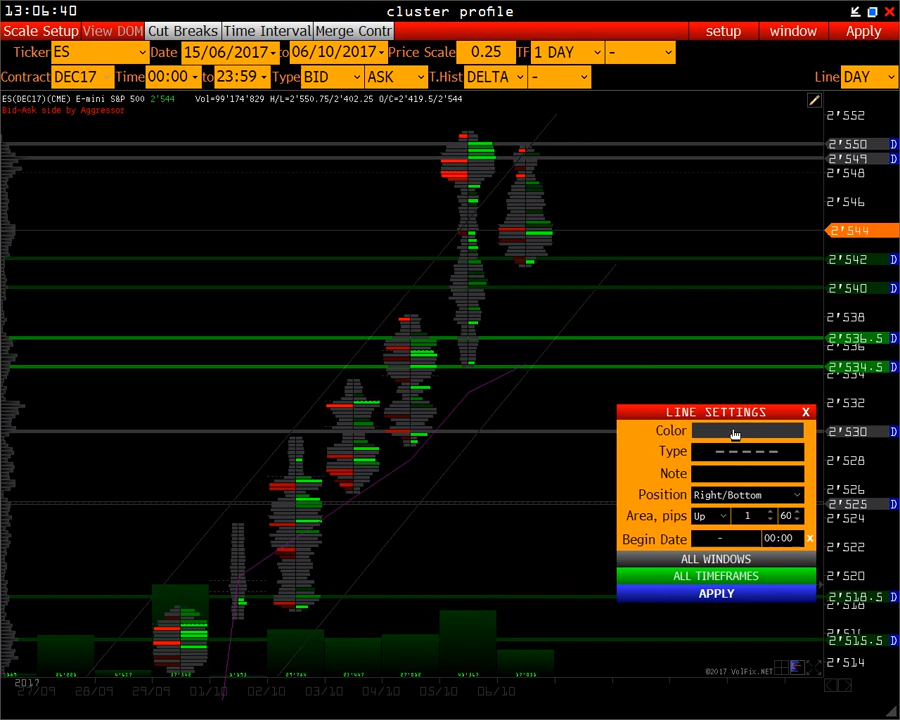 13:06:40 cluster profile
Scale Setup View DOM Cut Breaks Time Interval Merge Contr setup window Apply
Ticker ES Date 15/06/2017 to 06/10/2017 Price Scale 0.25 TF 1 DAY -
Contract DEC17 Time 00:00 to 23:59 Type BID ASK T.Hist DELTA - Line DAY
ES(DEC17)(CME) E-mini S&P 500 2'544 Vol=99'174'829 H/L=2'550.75/2'402.25 O/C=2'419.5/2'544
Bid-Ask side by Aggressor
2'552
2'550 D
2'549 D
2'548
2'546
2'544
2'542 D
2'540 D
2'538
2'536.5 D
2'536
2'534.5 D
2'534
2'532
2'530 D
2'528
2'526
2'525 D
2'524
2'522
2'520
2'518.5 D
2'518
2'515.5 D
2'514
LINE SETTINGS X
Color
Type
Note
Position Right/Bottom
Area, pips Up 1 60
Begin Date - 00:00 x
ALL WINDOWS
ALL TIMEFRAMES
APPLY
©2017 VolFix.NET
2017
27/09 28/09 29/09 01/10 02/10 03/10 04/10 05/10 06/10